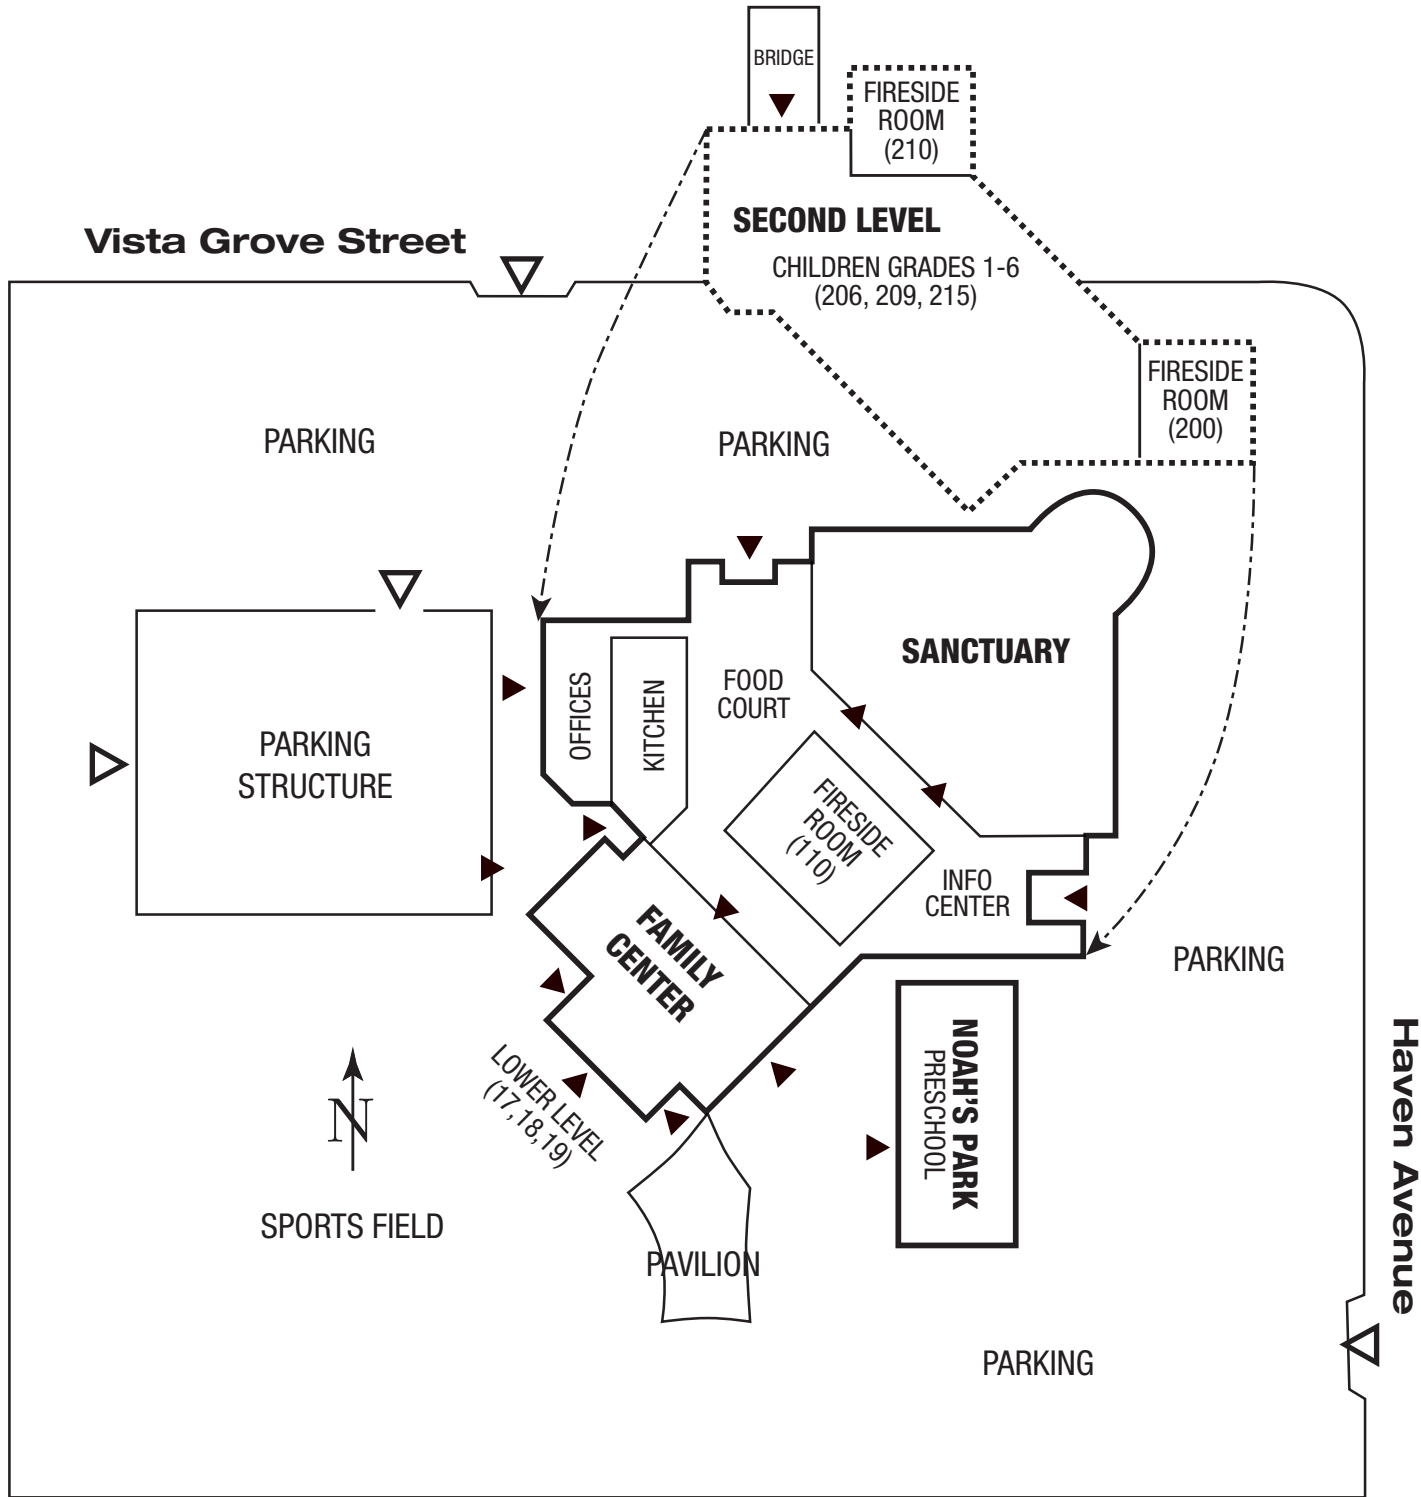 BRIDGE
FIRESIDE
ROOM
(210)
SECOND LEVEL
Vista Grove Street
CHILDREN GRADES 1-6
(206, 209, 215)
FIRESIDE
ROOM
(200)
PARKING
PARKING
SANCTUARY
OFFICES
KITCHEN
FOOD
COURT
PARKING
STRUCTURE
FIRESIDE
ROOM
(110)
INFO
CENTER
FAMILY
CENTER
PARKING
NOAH'S PARK
PRESCHOOL
Haven Avenue
LOWER LEVEL
(17,18,19)
N
SPORTS FIELD
PAVILION
PARKING